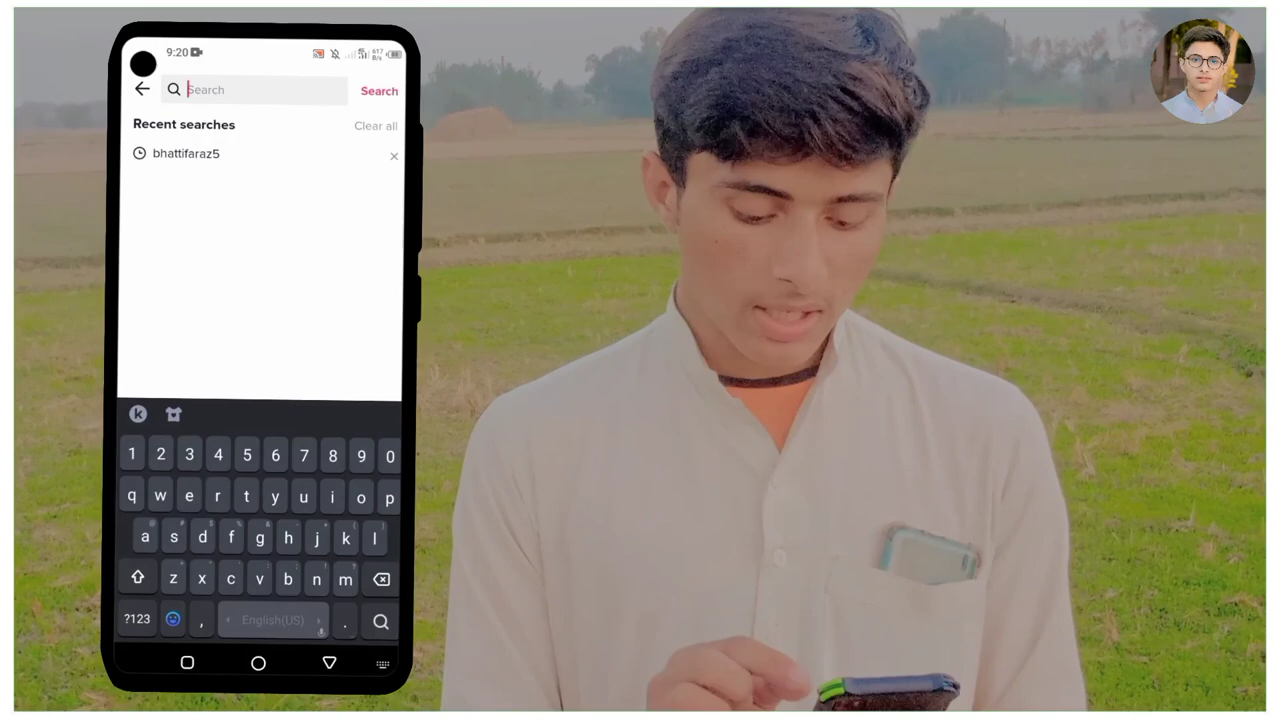 9:20
617
B/s
Search
Search
Recent searches
Clear all
bhattifaraz5
×
1 2 3 4 5 6 7 8 9 0
q w e r t y u i o p
a s d f g h j k l
z x c v b n m
?123 , English(US) .